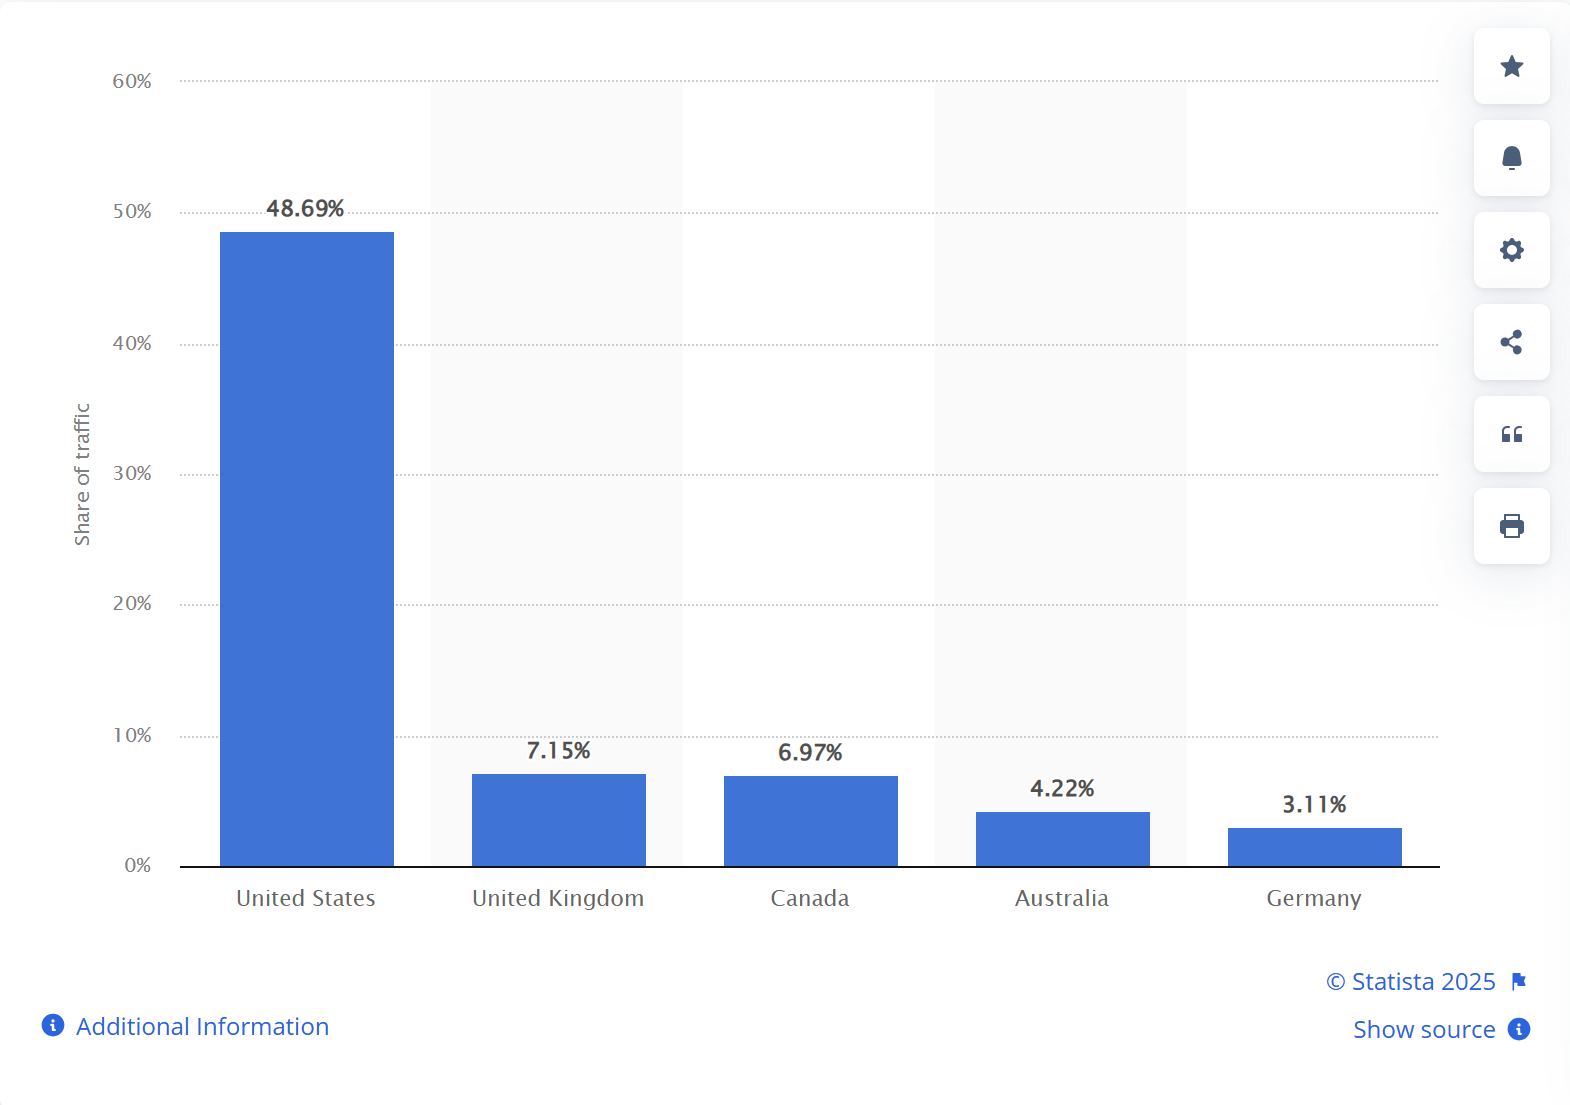 Share of traffic
60%
50%
40%
30%
20%
10%
0%
48.69%
7.15%
6.97%
4.22%
3.11%
United States
United Kingdom
Canada
Australia
Germany
© Statista 2025
Additional Information
Show source